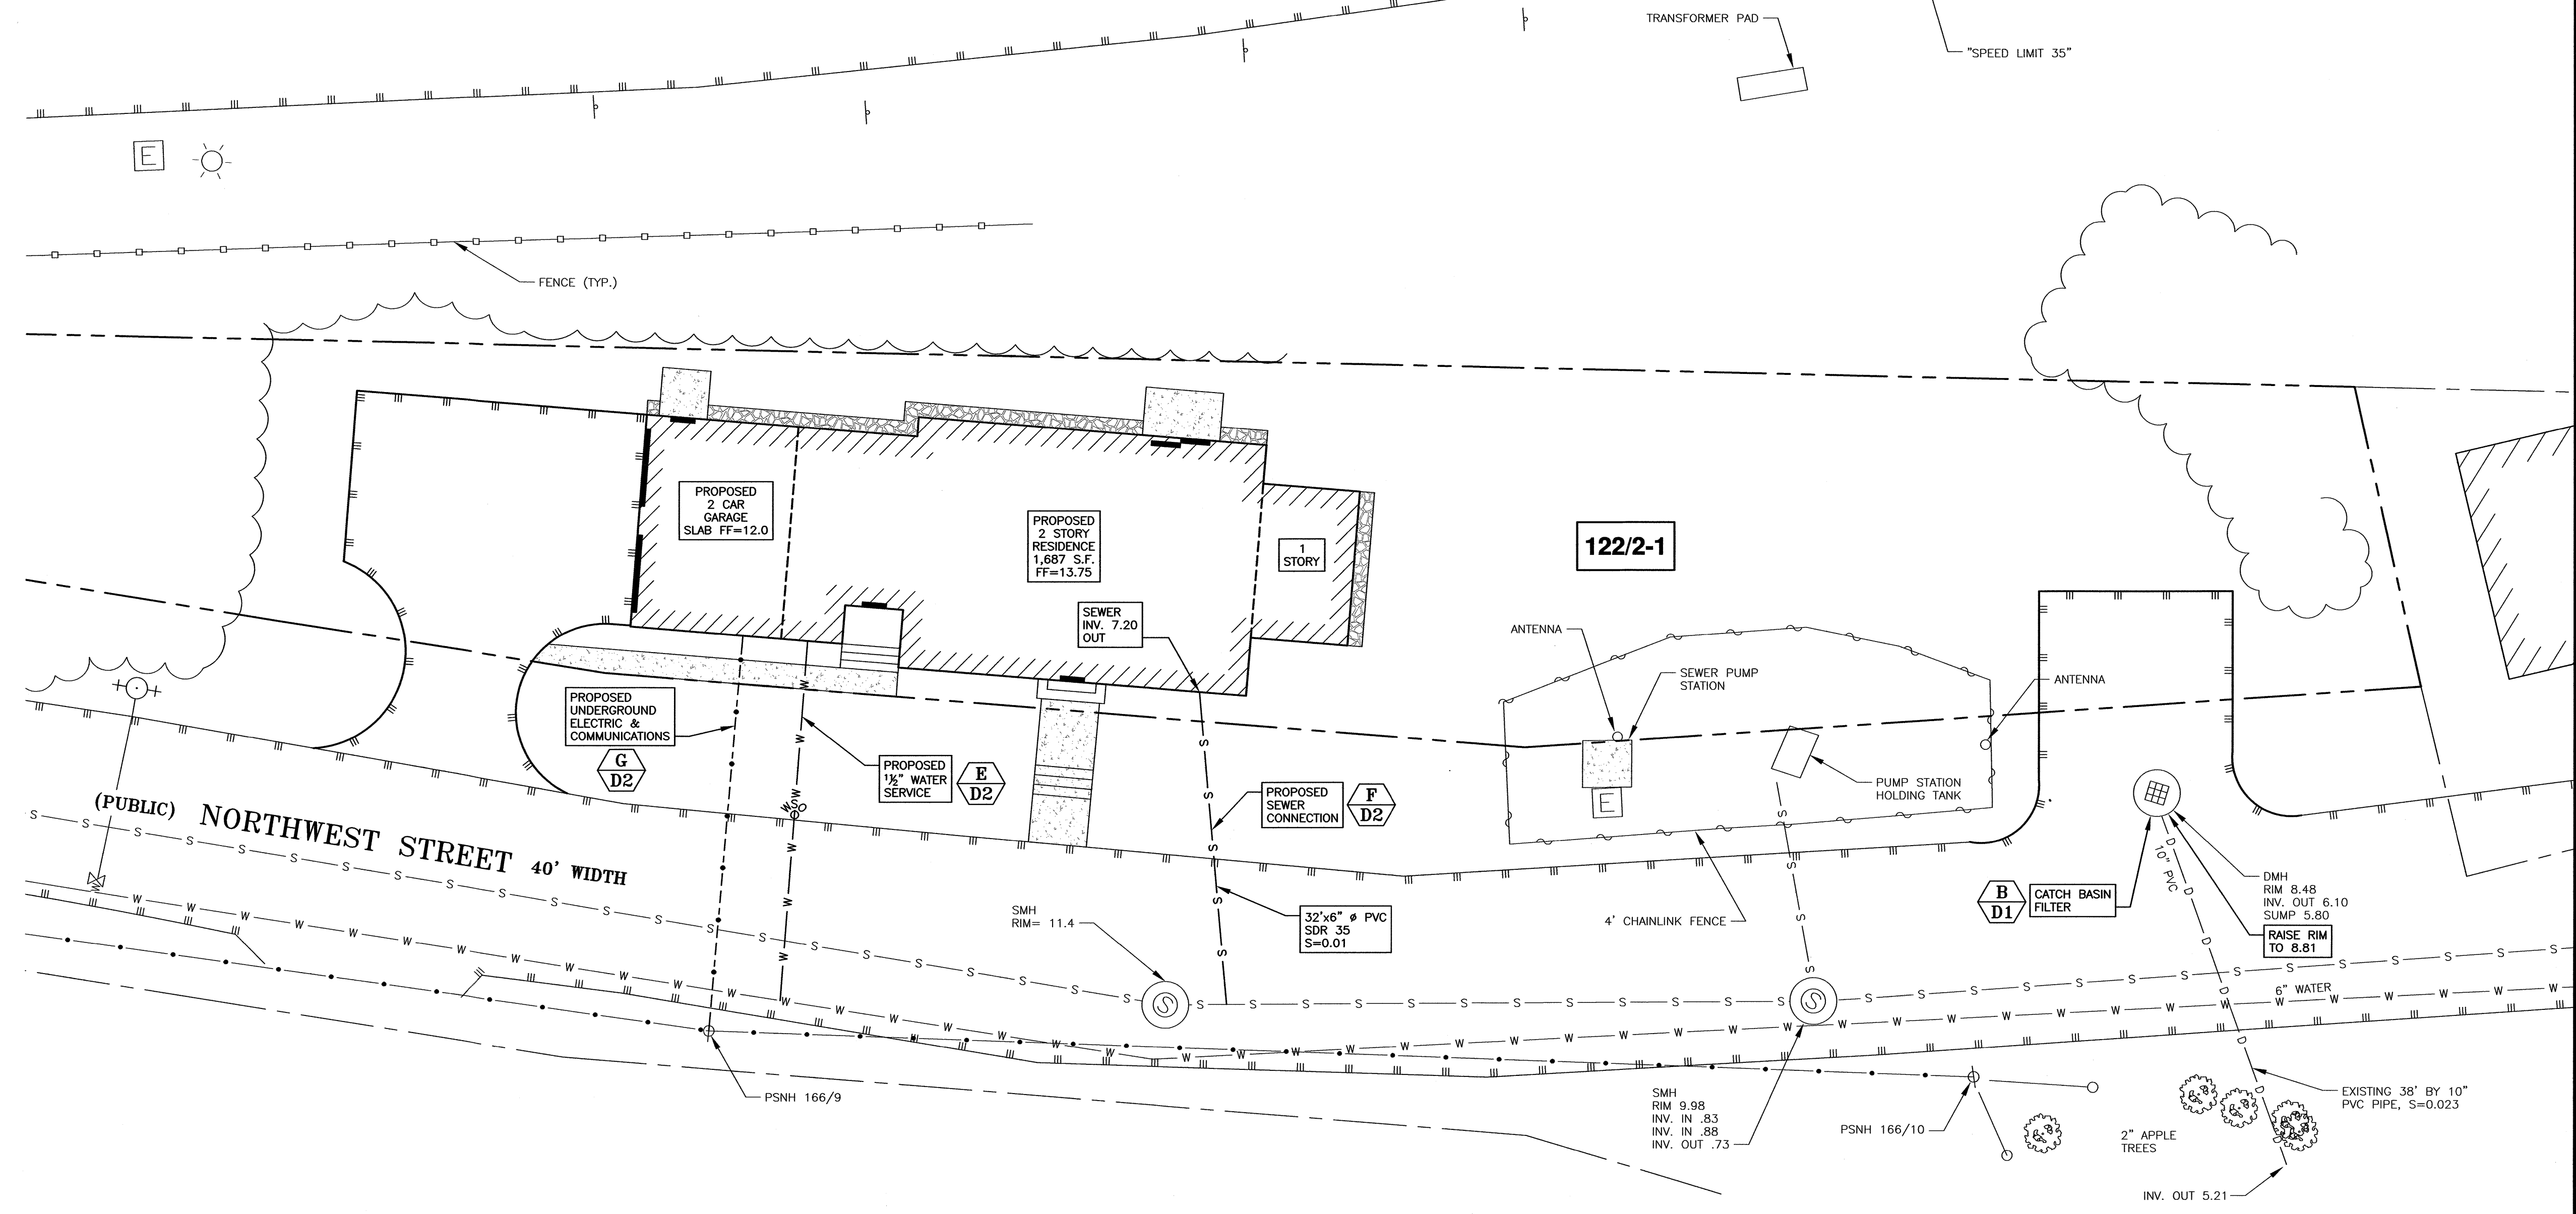 TRANSFORMER PAD
"SPEED LIMIT 35"
E
FENCE (TYP.)
PROPOSED
2 CAR
GARAGE
SLAB FF=12.0
PROPOSED
2 STORY
RESIDENCE
1,687 S.F.
FF=13.75
1
STORY
122/2-1
SEWER
INV. 7.20
OUT
ANTENNA
SEWER PUMP
STATION
ANTENNA
PROPOSED
UNDERGROUND
ELECTRIC &
COMMUNICATIONS
G
D2
PROPOSED
1½" WATER
SERVICE
E
D2
WSO
PROPOSED
SEWER
CONNECTION
F
D2
E
PUMP STATION
HOLDING TANK
(PUBLIC) NORTHWEST STREET 40' WIDTH
10" PVC
B
D1
CATCH BASIN
FILTER
DMH
RIM 8.48
INV. OUT 6.10
SUMP 5.80
RAISE RIM
TO 8.81
SMH
RIM= 11.4
32'x6" ø PVC
SDR 35
S=0.01
4' CHAINLINK FENCE
6" WATER
PSNH 166/9
SMH
RIM 9.98
INV. IN .83
INV. IN .88
INV. OUT .73
PSNH 166/10
2" APPLE
TREES
EXISTING 38' BY 10"
PVC PIPE, S=0.023
INV. OUT 5.21